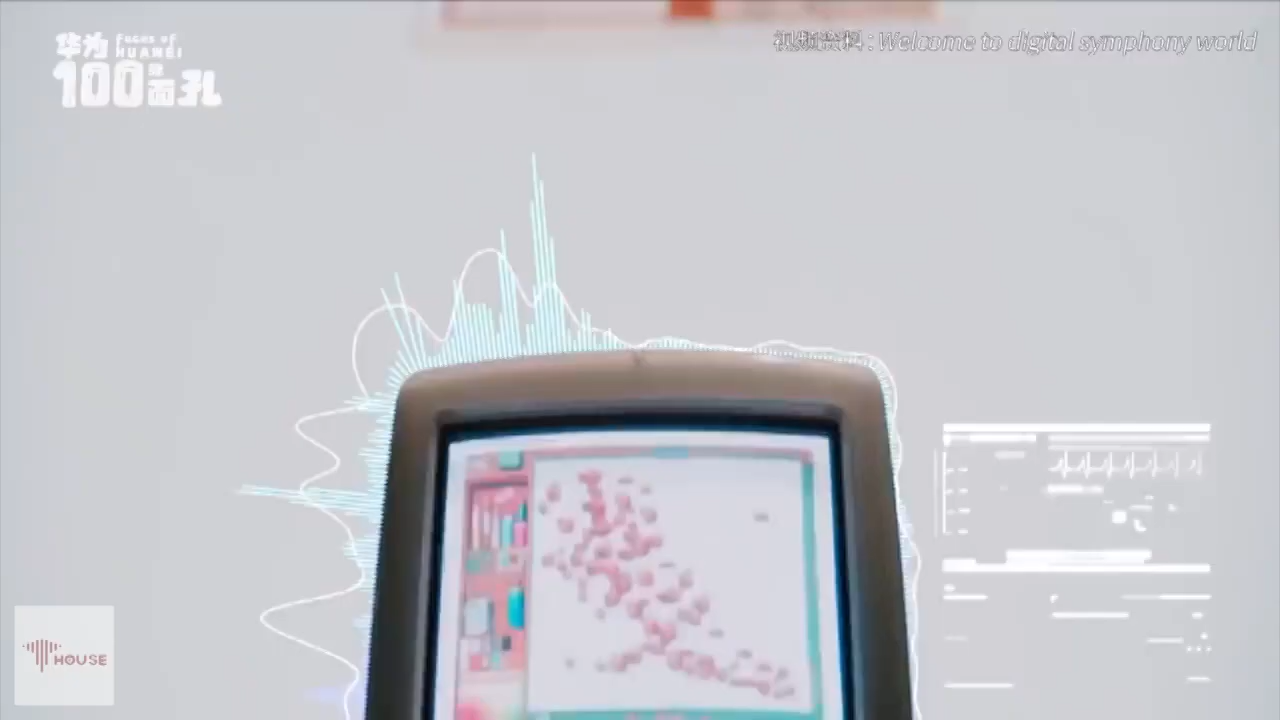 华为 Faces of
HUAWEI
100张面孔
视频资料：Welcome to digital symphony world
HOUSE